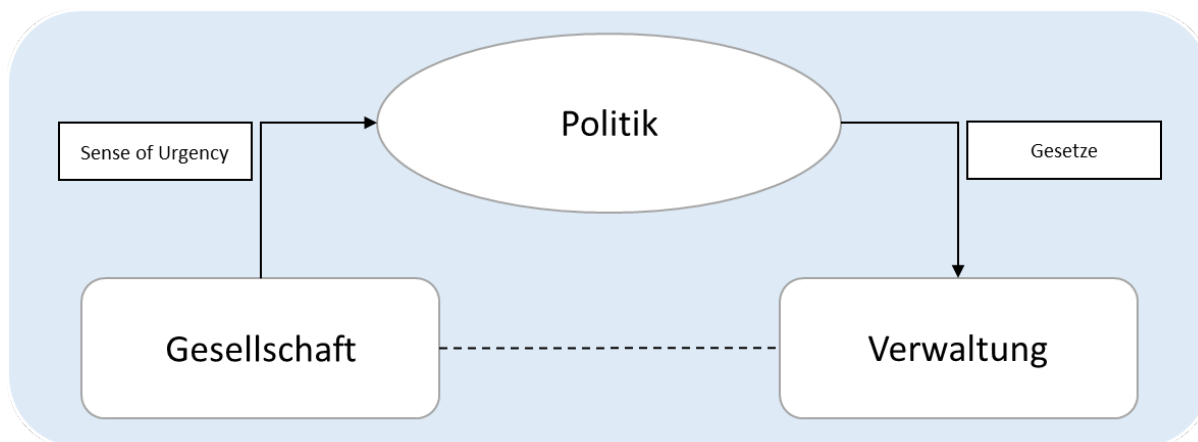 Politik
Sense of Urgency
Gesetze
Gesellschaft
Verwaltung